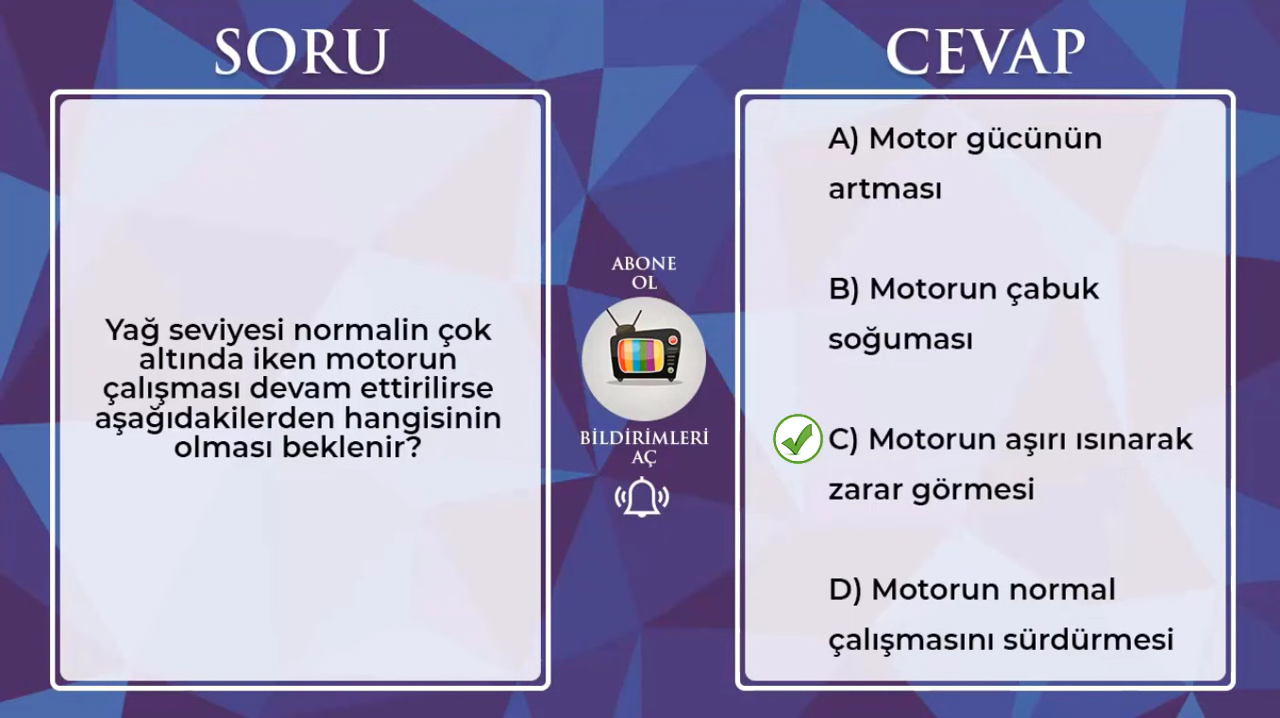 SORU
Yağ seviyesi normalin çok
altında iken motorun
çalışması devam ettirilirse
aşağıdakilerden hangisinin
olması beklenir?
ABONE
OL
BİLDİRİMLERİ
AÇ
CEVAP
A) Motor gücünün
artması
B) Motorun çabuk
soğuması
C) Motorun aşırı ısınarak
zarar görmesi
D) Motorun normal
çalışmasını sürdürmesi